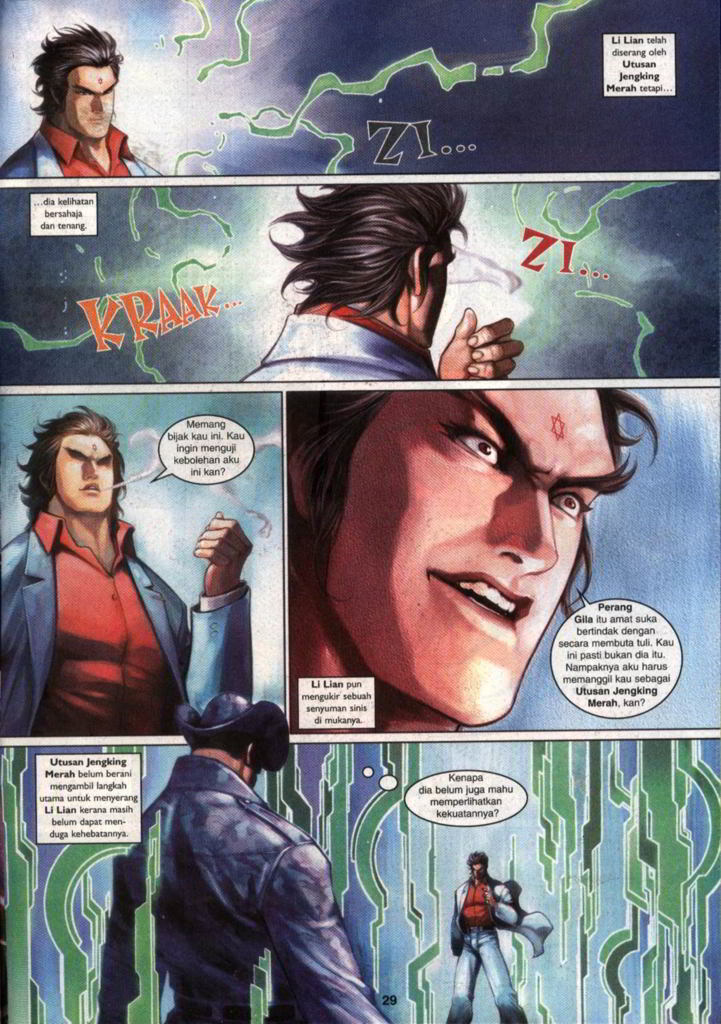 Li Lian telah
diserang oleh
Utusan
Jengking
Merah tetapi...
ZI...
...dia kelihatan
bersahaja
dan tenang.
KRAAK...
ZI...
Memang
bijak kau ini. Kau
ingin menguji
kebolehan aku
ini kan?
Perang
Gila itu amat suka
bertindak dengan
secara membuta tuli. Kau
ini pasti bukan dia itu.
Nampaknya aku harus
memanggil kau sebagai
Utusan Jengking
Merah, kan?
Li Lian pun
mengukir sebuah
senyuman sinis
di mukanya.
Utusan Jengking
Merah belum berani
mengambil langkah
utama untuk menyerang
Li Lian kerana masih
belum dapat men-
duga kehebatannya.
Kenapa
dia belum juga mahu
memperlihatkan
kekuatannya?
29